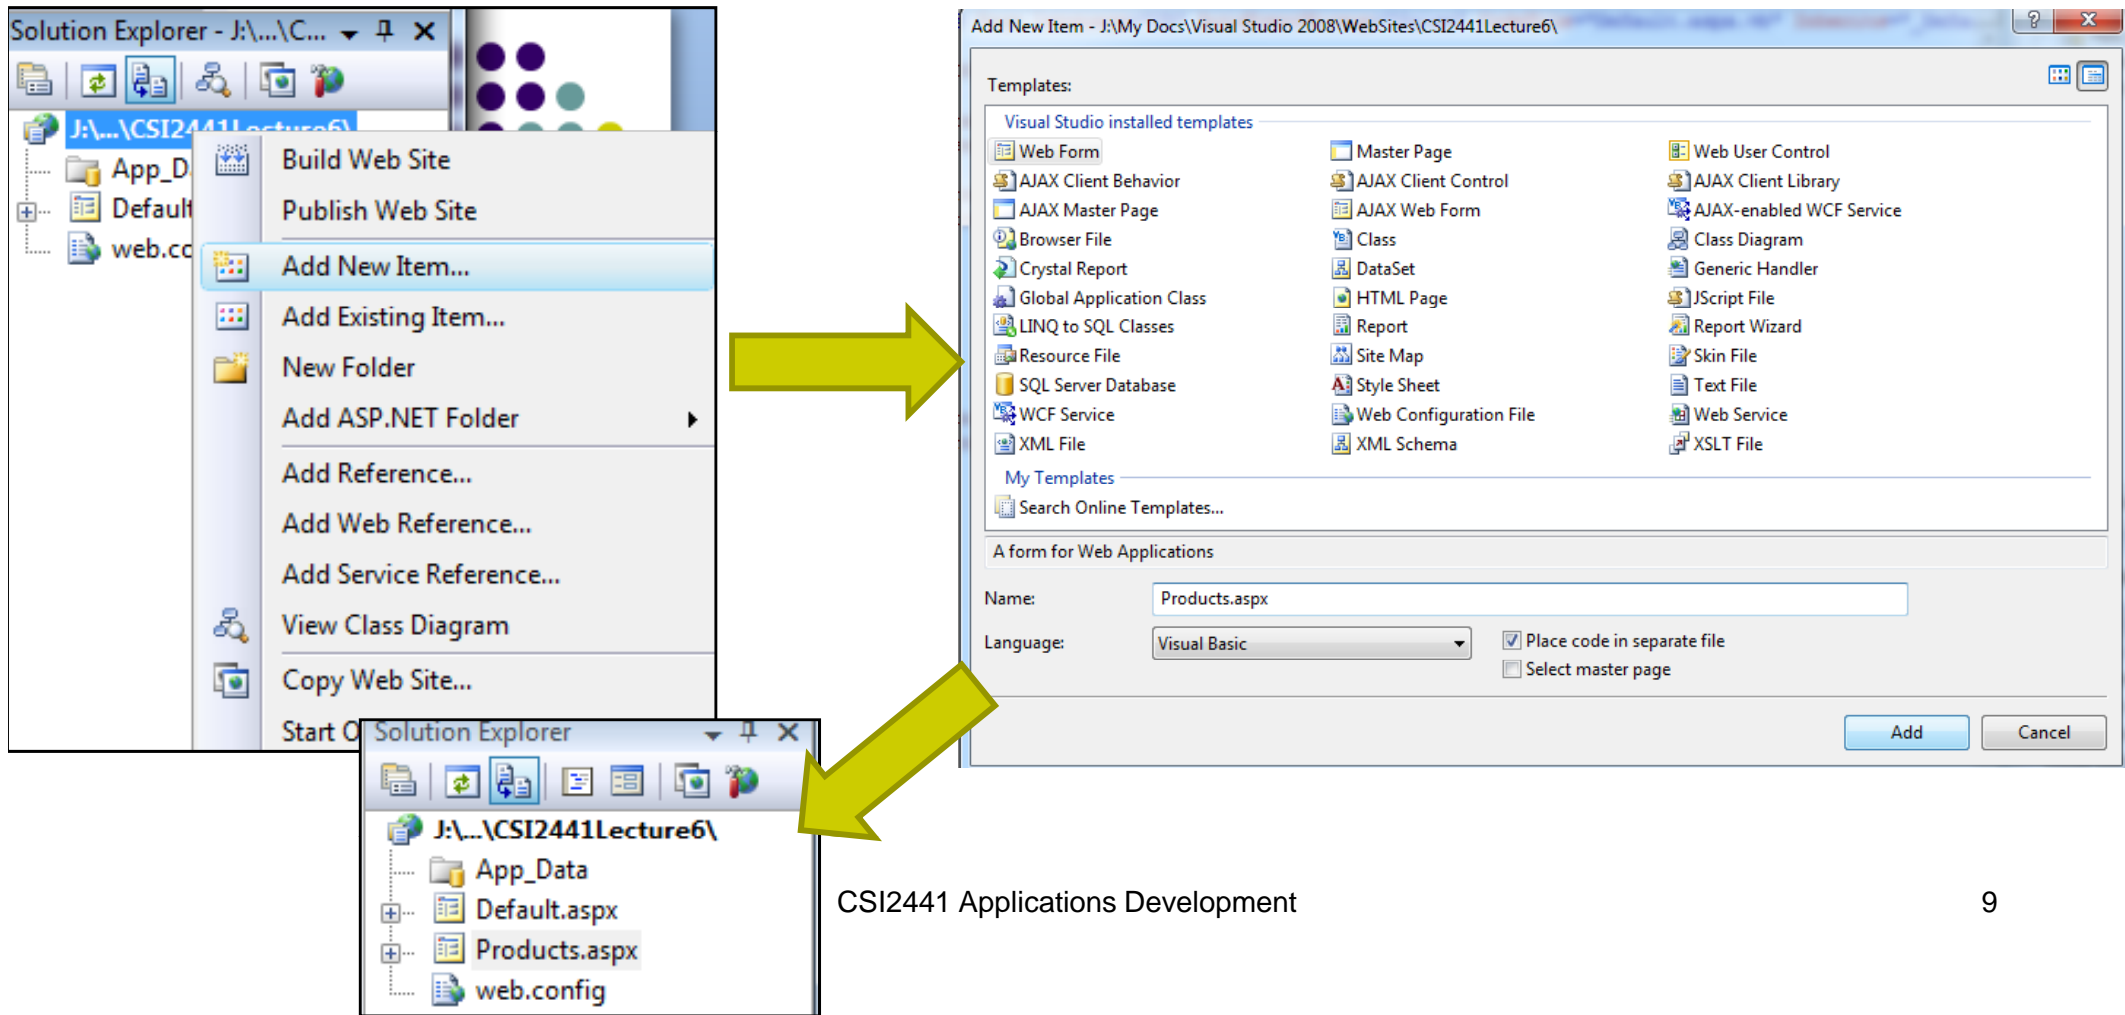 Solution Explorer - J:\...\C...
J:\...\CSI2441Lecture6\
App_D
Default
web.cc
Build Web Site
Publish Web Site
Add New Item...
Add Existing Item...
New Folder
Add ASP.NET Folder
Add Reference...
Add Web Reference...
Add Service Reference...
View Class Diagram
Copy Web Site...
Start O
Add New Item - J:\My Docs\Visual Studio 2008\WebSites\CSI2441Lecture6\
Templates:
Visual Studio installed templates
Web Form Master Page Web User Control
AJAX Client Behavior AJAX Client Control AJAX Client Library
AJAX Master Page AJAX Web Form AJAX-enabled WCF Service
Browser File Class Class Diagram
Crystal Report DataSet Generic Handler
Global Application Class HTML Page JScript File
LINQ to SQL Classes Report Report Wizard
Resource File Site Map Skin File
SQL Server Database Style Sheet Text File
WCF Service Web Configuration File Web Service
XML File XML Schema XSLT File
My Templates
Search Online Templates...
A form for Web Applications
Name: Products.aspx
Language: Visual Basic Place code in separate file
Select master page
Add Cancel
Solution Explorer
J:\...\CSI2441Lecture6\
App_Data
Default.aspx
Products.aspx
web.config
CSI2441 Applications Development 9